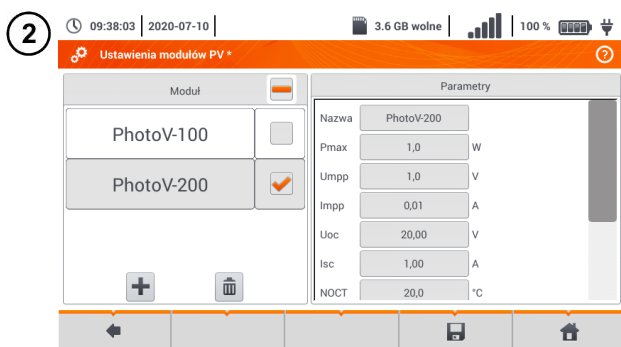 2
09:38:03 2020-07-10 3.6 GB wolne 100 %
Ustawienia modułów PV * ?
Moduł
PhotoV-100
PhotoV-200
Parametry
Nazwa PhotoV-200
Pmax 1,0 W
Umpp 1,0 V
Impp 0,01 A
Uoc 20,00 V
Isc 1,00 A
NOCT 20,0 °C